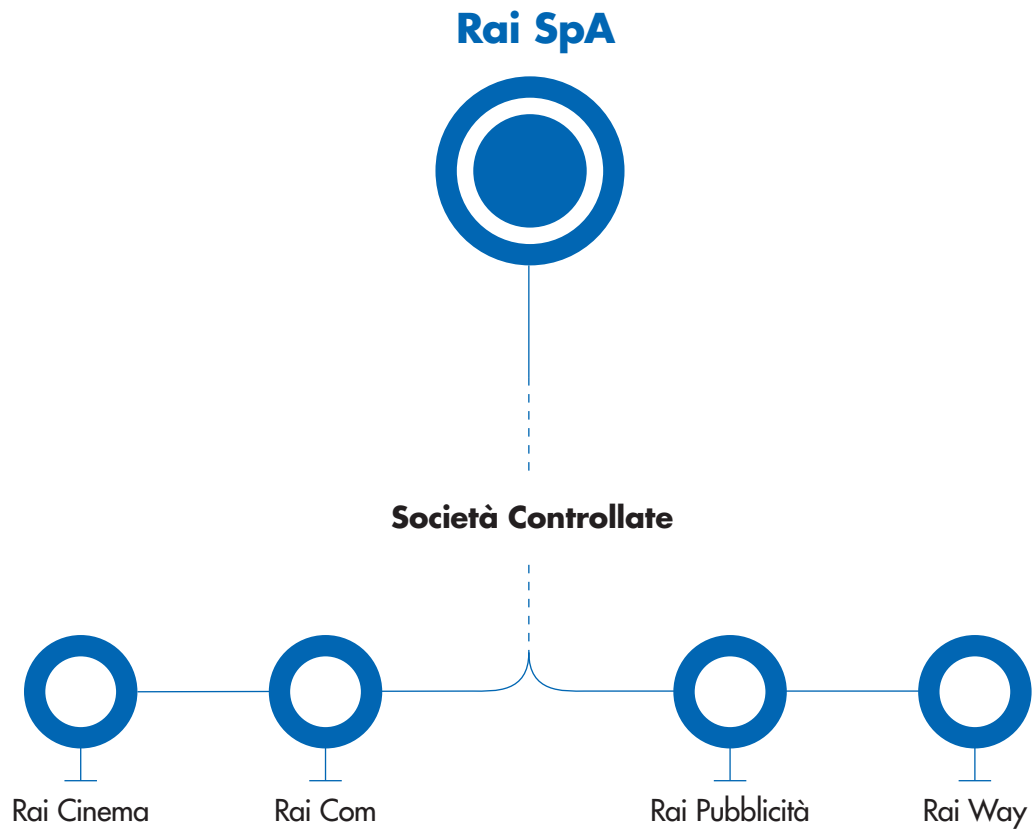 Rai SpA
Società Controllate
Rai Cinema
Rai Com
Rai Pubblicità
Rai Way